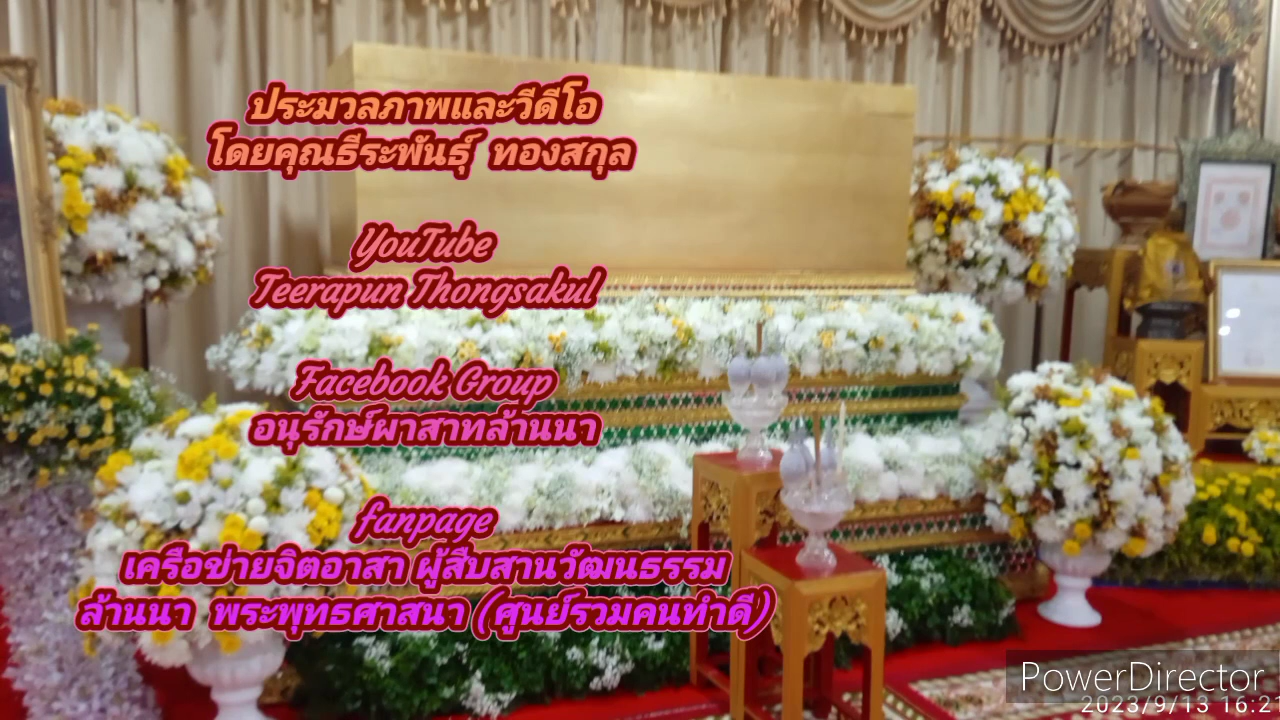 ประมวลภาพและวีดีโอ
โดยคุณธีระพันธุ์ ทองสกุล
YouTube
Teerapun Thongsakul
Facebook Group
อนุรักษ์ผาสาทล้านนา
fanpage
เครือข่ายจิตอาสา ผู้สืบสานวัฒนธรรม
ล้านนา พระพุทธศาสนา (ศูนย์รวมคนทำดี)
PowerDirector
2023/9/13 16:21